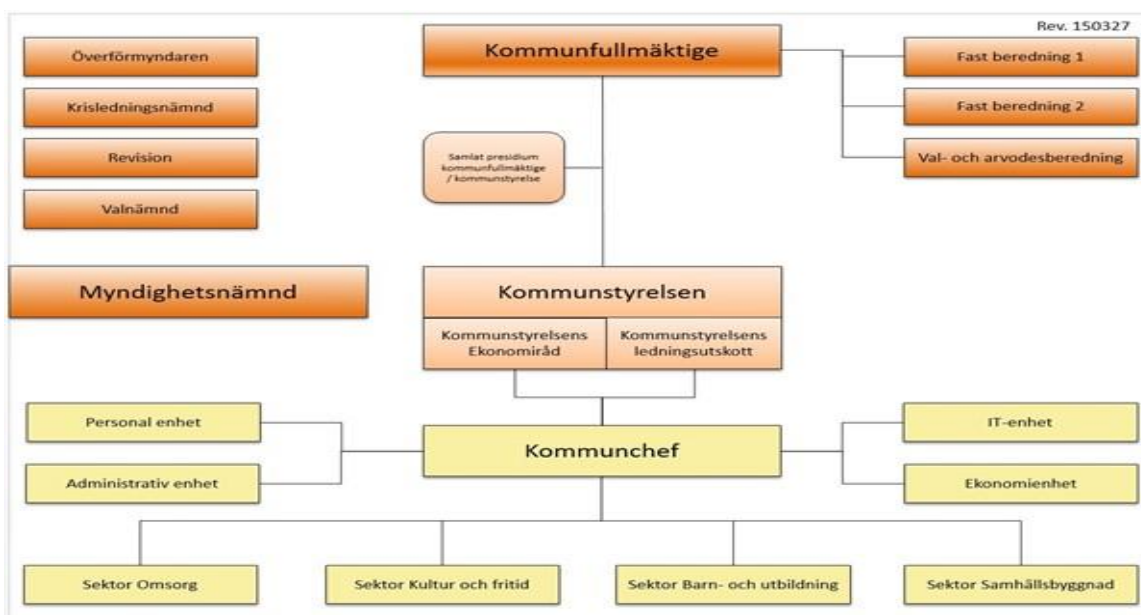 Rev. 150327
Överförmyndaren
Kommunfullmäktige
Fast beredning 1
Krisledningsnämnd
Fast beredning 2
Revision
Samlat presidium
kommunfullmäktige
/ kommunstyrelse
Val- och arvodesberedning
Valnämnd
Myndighetsnämnd
Kommunstyrelsen
Kommunstyrelsens
Ekonomiråd
Kommunstyrelsens
ledningsutskott
Personal enhet
IT-enhet
Kommunchef
Administrativ enhet
Ekonomienhet
Sektor Omsorg
Sektor Kultur och fritid
Sektor Barn- och utbildning
Sektor Samhällsbyggnad